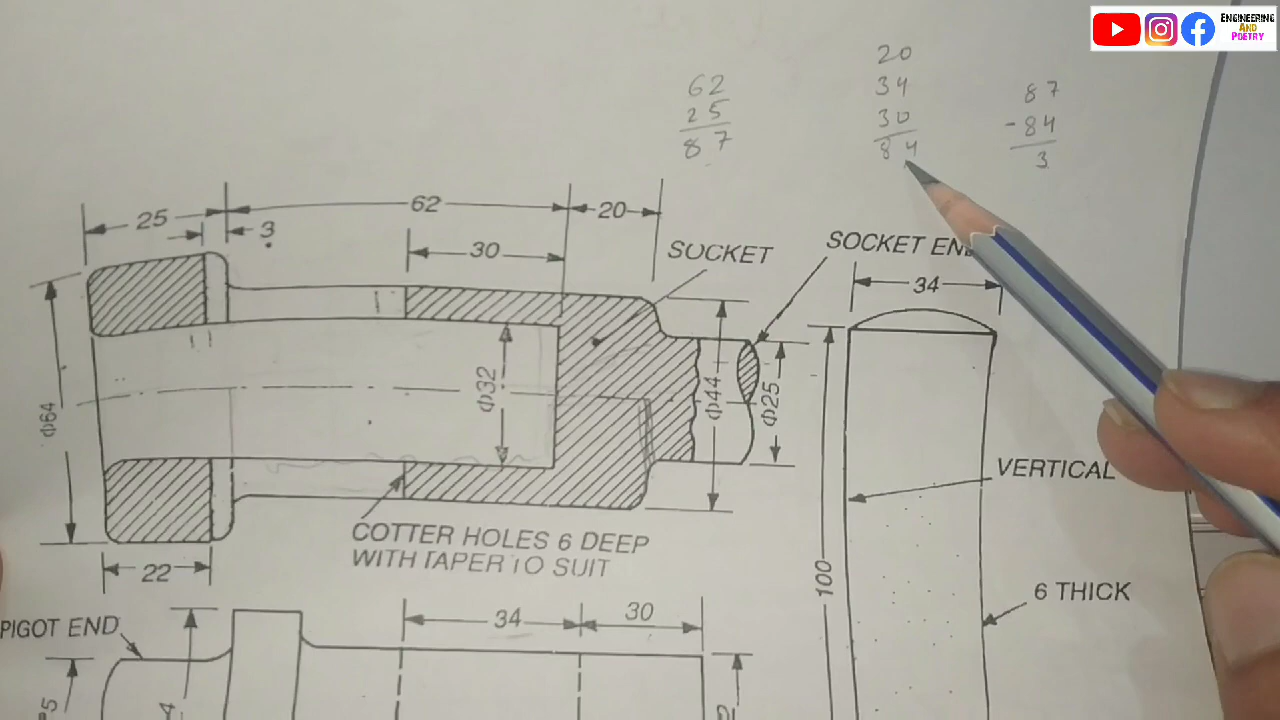 ENGINEERING
AND
POETRY
20
34
30
84
62
25
87
87
-84
3
25
62
20
3
30
SOCKET
SOCKET EN
34
Φ64
Φ32
Φ44
Φ25
VERTICAL
COTTER HOLES 6 DEEP
WITH TAPER TO SUIT
22
100
6 THICK
PIGOT END
34
30